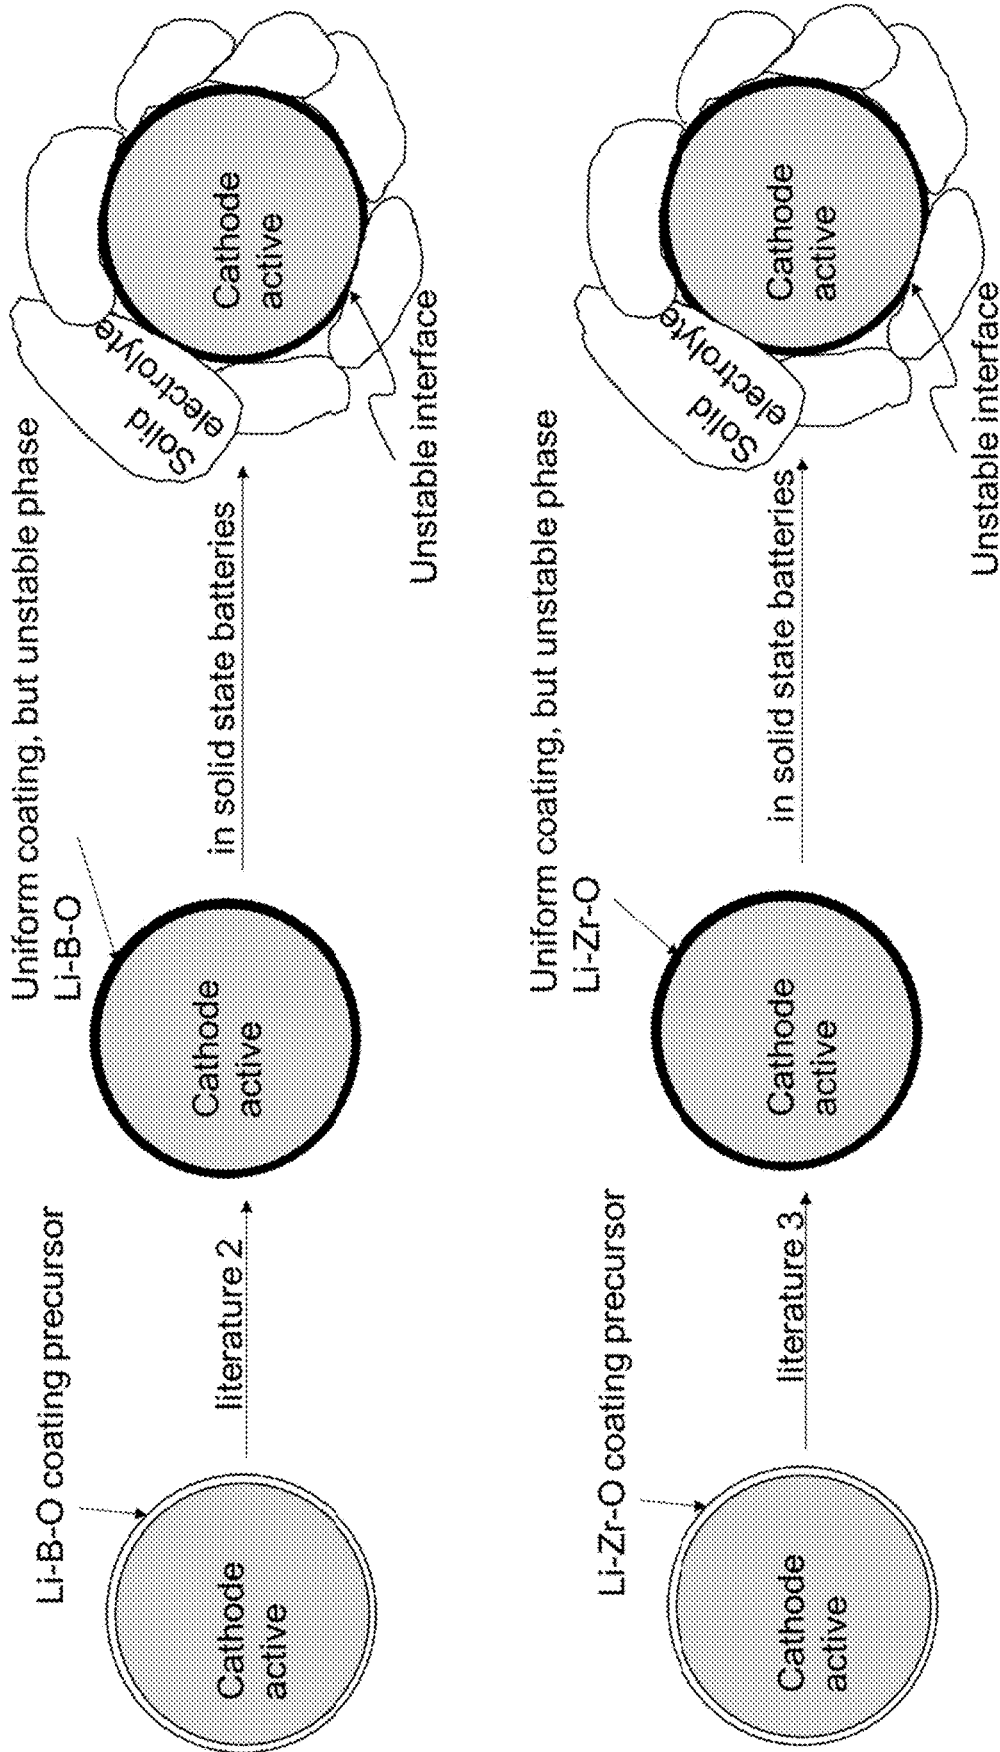 Li-B-O coating precursor
Cathode
active
literature 2
Uniform coating, but unstable phase
Li-B-O
Cathode
active
in solid state batteries
Solid
electrolyte
Cathode
active
Unstable interface
Li-Zr-O coating precursor
Cathode
active
literature 3
Uniform coating, but unstable phase
Li-Zr-O
Cathode
active
in solid state batteries
Solid
electrolyte
Cathode
active
Unstable interface